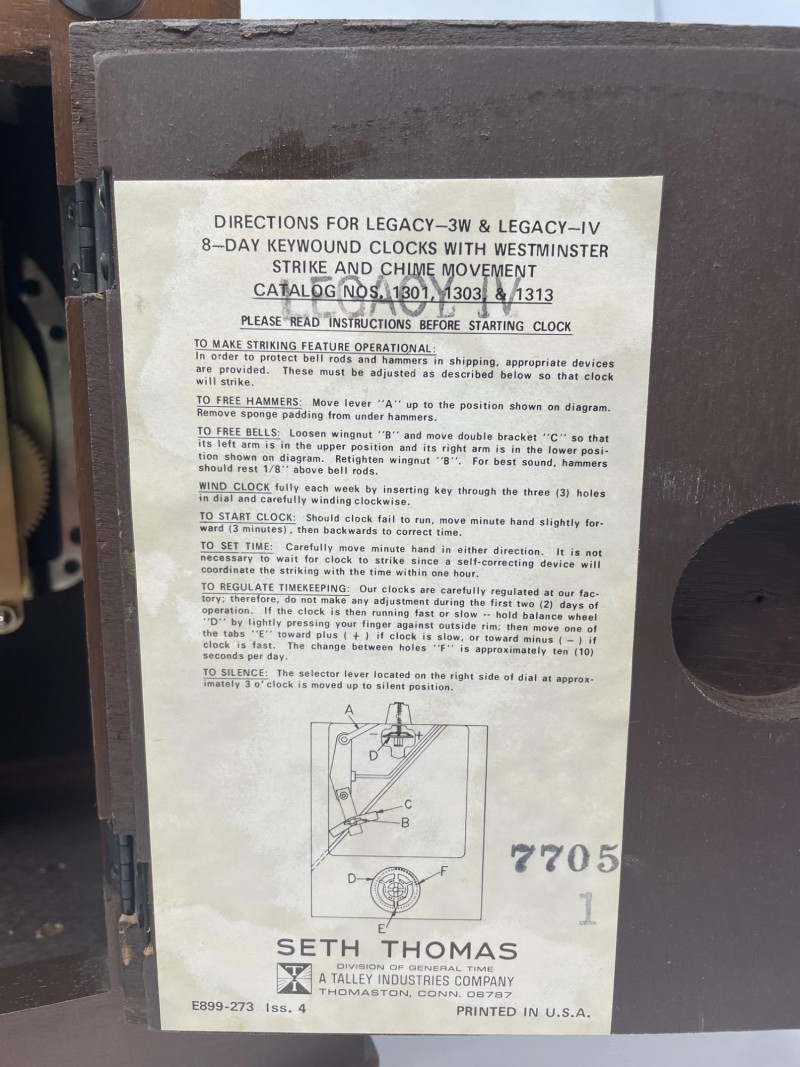 DIRECTIONS FOR LEGACY—3W & LEGACY—IV
8—DAY KEYWOUND CLOCKS WITH WESTMINSTER
STRIKE AND CHIME MOVEMENT
CATALOG NOS. 1301, 1303, & 1313
LEGACY IV
PLEASE READ INSTRUCTIONS BEFORE STARTING CLOCK
TO MAKE STRIKING FEATURE OPERATIONAL:
In order to protect bell rods and hammers in shipping, appropriate devices
are provided. These must be adjusted as described below so that clock
will strike.
TO FREE HAMMERS: Move lever "A" up to the position shown on diagram.
Remove sponge padding from under hammers.
TO FREE BELLS: Loosen wingnut "B" and move double bracket "C" so that
its left arm is in the upper position and its right arm is in the lower posi-
tion shown on diagram. Retighten wingnut "B". For best sound, hammers
should rest 1/8" above bell rods.
WIND CLOCK fully each week by inserting key through the three (3) holes
in dial and carefully winding clockwise.
TO START CLOCK: Should clock fail to run, move minute hand slightly for-
ward (3 minutes), then backwards to correct time.
TO SET TIME: Carefully move minute hand in either direction. It is not
necessary to wait for clock to strike since a self-correcting device will
coordinate the striking with the time within one hour.
TO REGULATE TIMEKEEPING: Our clocks are carefully regulated at our fac-
tory; therefore, do not make any adjustment during the first two (2) days of
operation. If the clock is then running fast or slow -- hold balance wheel
"D" by lightly pressing your finger against outside rim; then move one of
the tabs "E" toward plus ( + ) if clock is slow, or toward minus ( — ) if
clock is fast. The change between holes "F" is approximately ten (10)
seconds per day.
TO SILENCE: The selector lever located on the right side of dial at approx-
imately 3 o'clock is moved up to silent position.
A
— +
D
C
B
D
F
E
7705
1
SETH THOMAS
DIVISION OF GENERAL TIME
A TALLEY INDUSTRIES COMPANY
THOMASTON, CONN. 06787
E899-273 Iss. 4
PRINTED IN U.S.A.